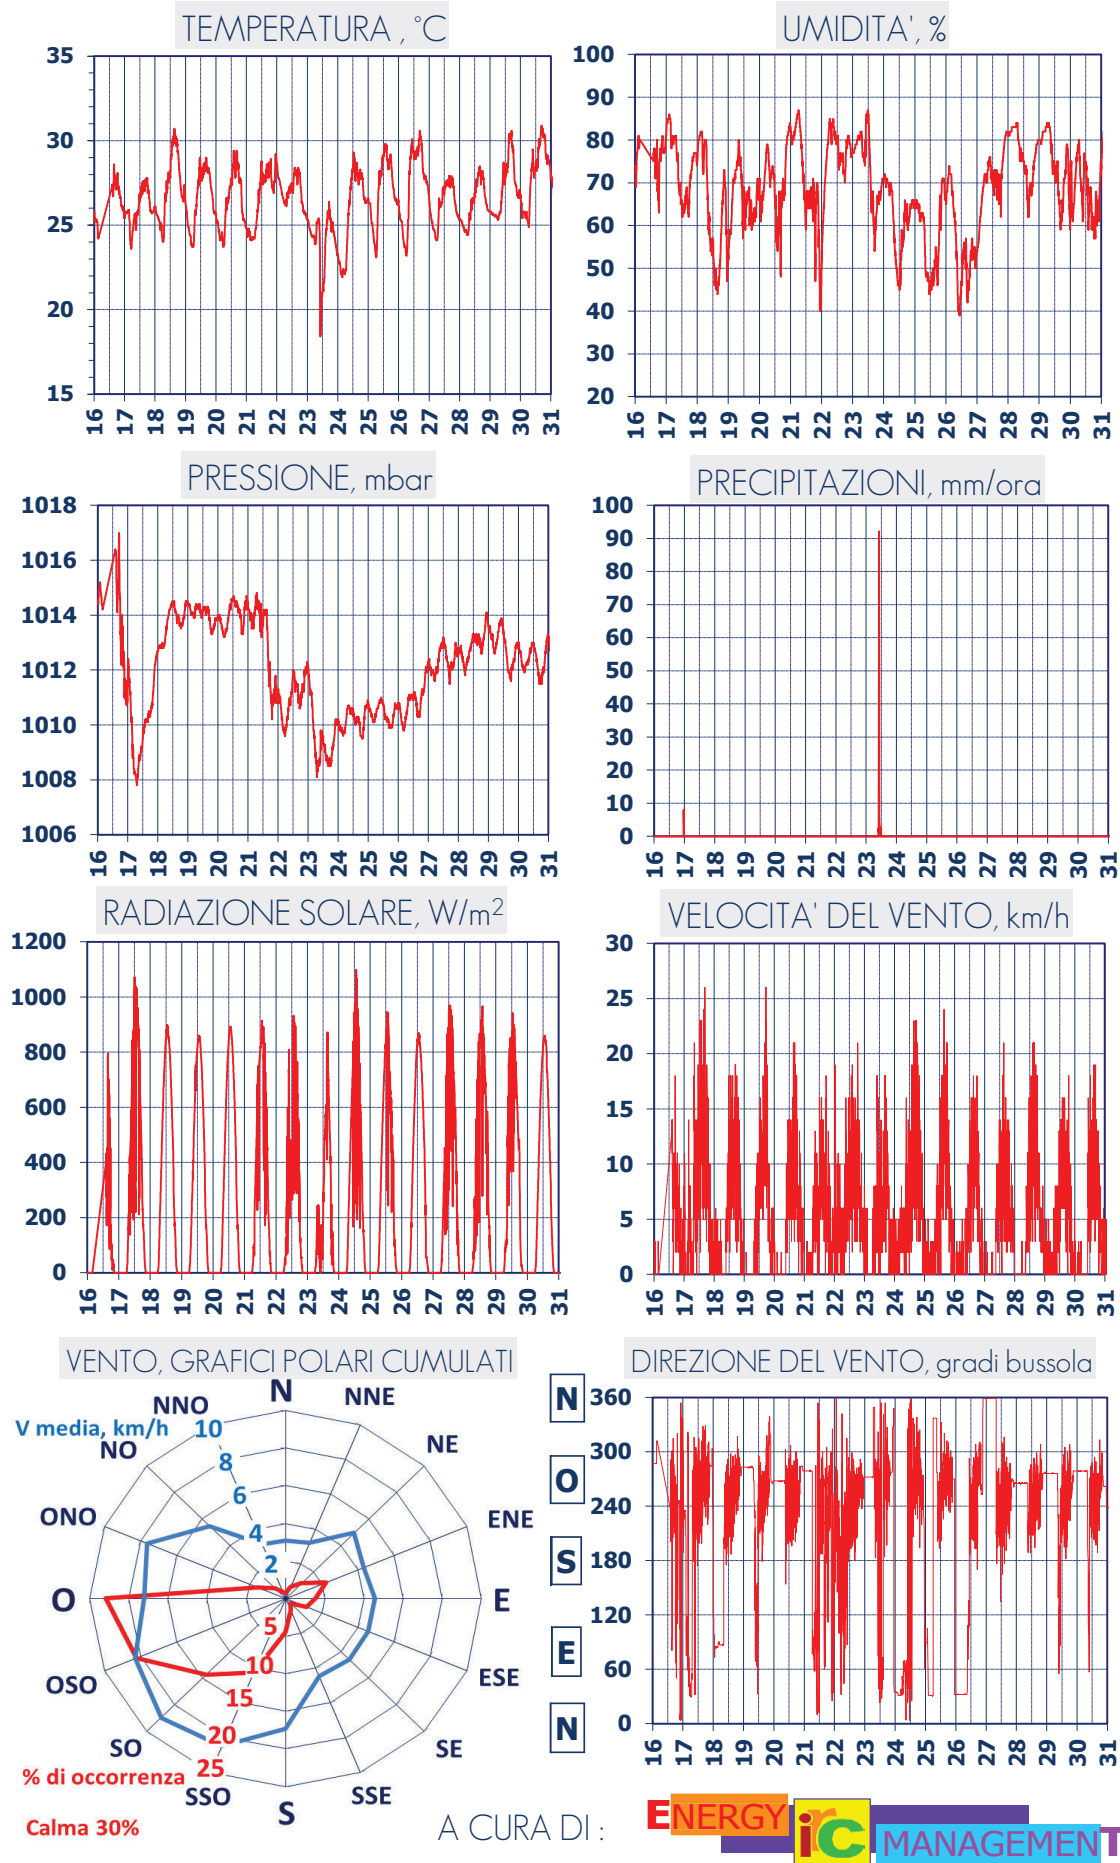 TEMPERATURA , °C
35
30
25
20
15
16 17 18 19 20 21 22 23 24 25 26 27 28 29 30 31
UMIDITA', %
100
90
80
70
60
50
40
30
20
16 17 18 19 20 21 22 23 24 25 26 27 28 29 30 31
PRESSIONE, mbar
1018
1016
1014
1012
1010
1008
1006
16 17 18 19 20 21 22 23 24 25 26 27 28 29 30 31
PRECIPITAZIONI, mm/ora
100
90
80
70
60
50
40
30
20
10
0
16 17 18 19 20 21 22 23 24 25 26 27 28 29 30 31
RADIAZIONE SOLARE, W/m²
1200
1000
800
600
400
200
0
16 17 18 19 20 21 22 23 24 25 26 27 28 29 30 31
VELOCITA' DEL VENTO, km/h
30
25
20
15
10
5
0
16 17 18 19 20 21 22 23 24 25 26 27 28 29 30 31
VENTO, GRAFICI POLARI CUMULATI
N
NNE
NE
ENE
E
ESE
SE
SSE
S
SSO
SO
OSO
O
ONO
NO
NNO
V media, km/h
10
8
6
4
2
5
10
15
20
25
% di occorrenza
Calma 30%
DIREZIONE DEL VENTO, gradi bussola
N
O
S
E
N
360
300
240
180
120
60
0
16 17 18 19 20 21 22 23 24 25 26 27 28 29 30 31
A CURA DI :
ENERGY
irc
MANAGEMENT